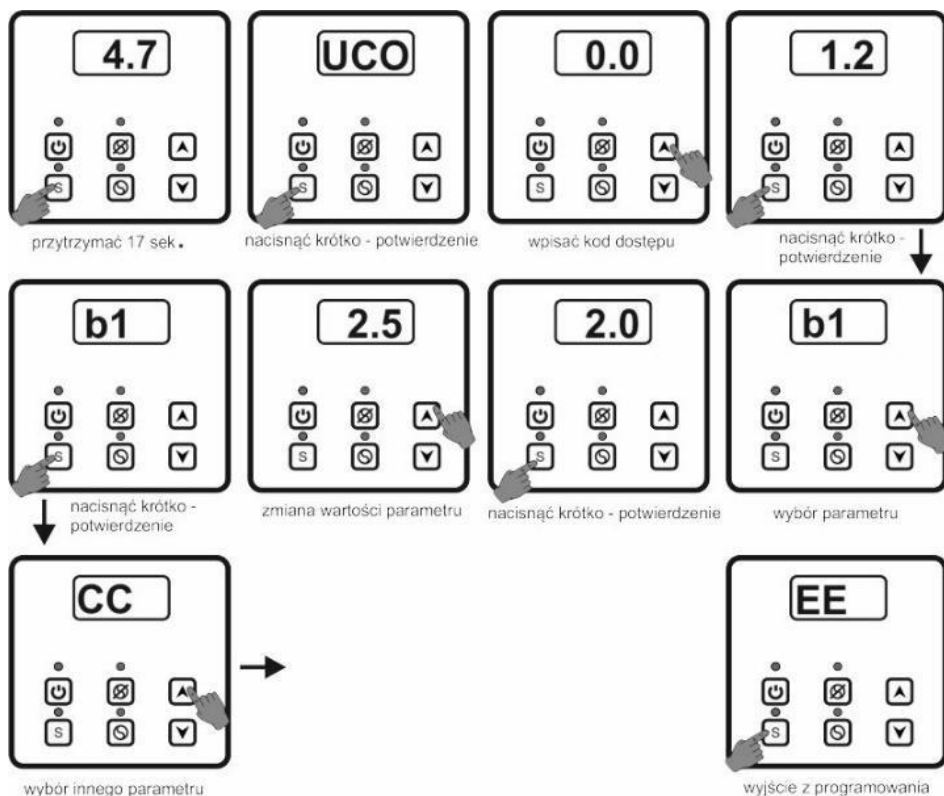 4.7
UCO
0.0
1.2
S
S
S
S
przytrzymać 17 sek.
nacisnąć krótko - potwierdzenie
wpisać kod dostępu
nacisnąć krótko -
potwierdzenie
b1
2.5
2.0
b1
S
S
S
S
nacisnąć krótko -
potwierdzenie
zmiana wartości parametru
nacisnąć krótko - potwierdzenie
wybór parametru
CC
EE
S
S
wybór innego parametru
wyjście z programowania